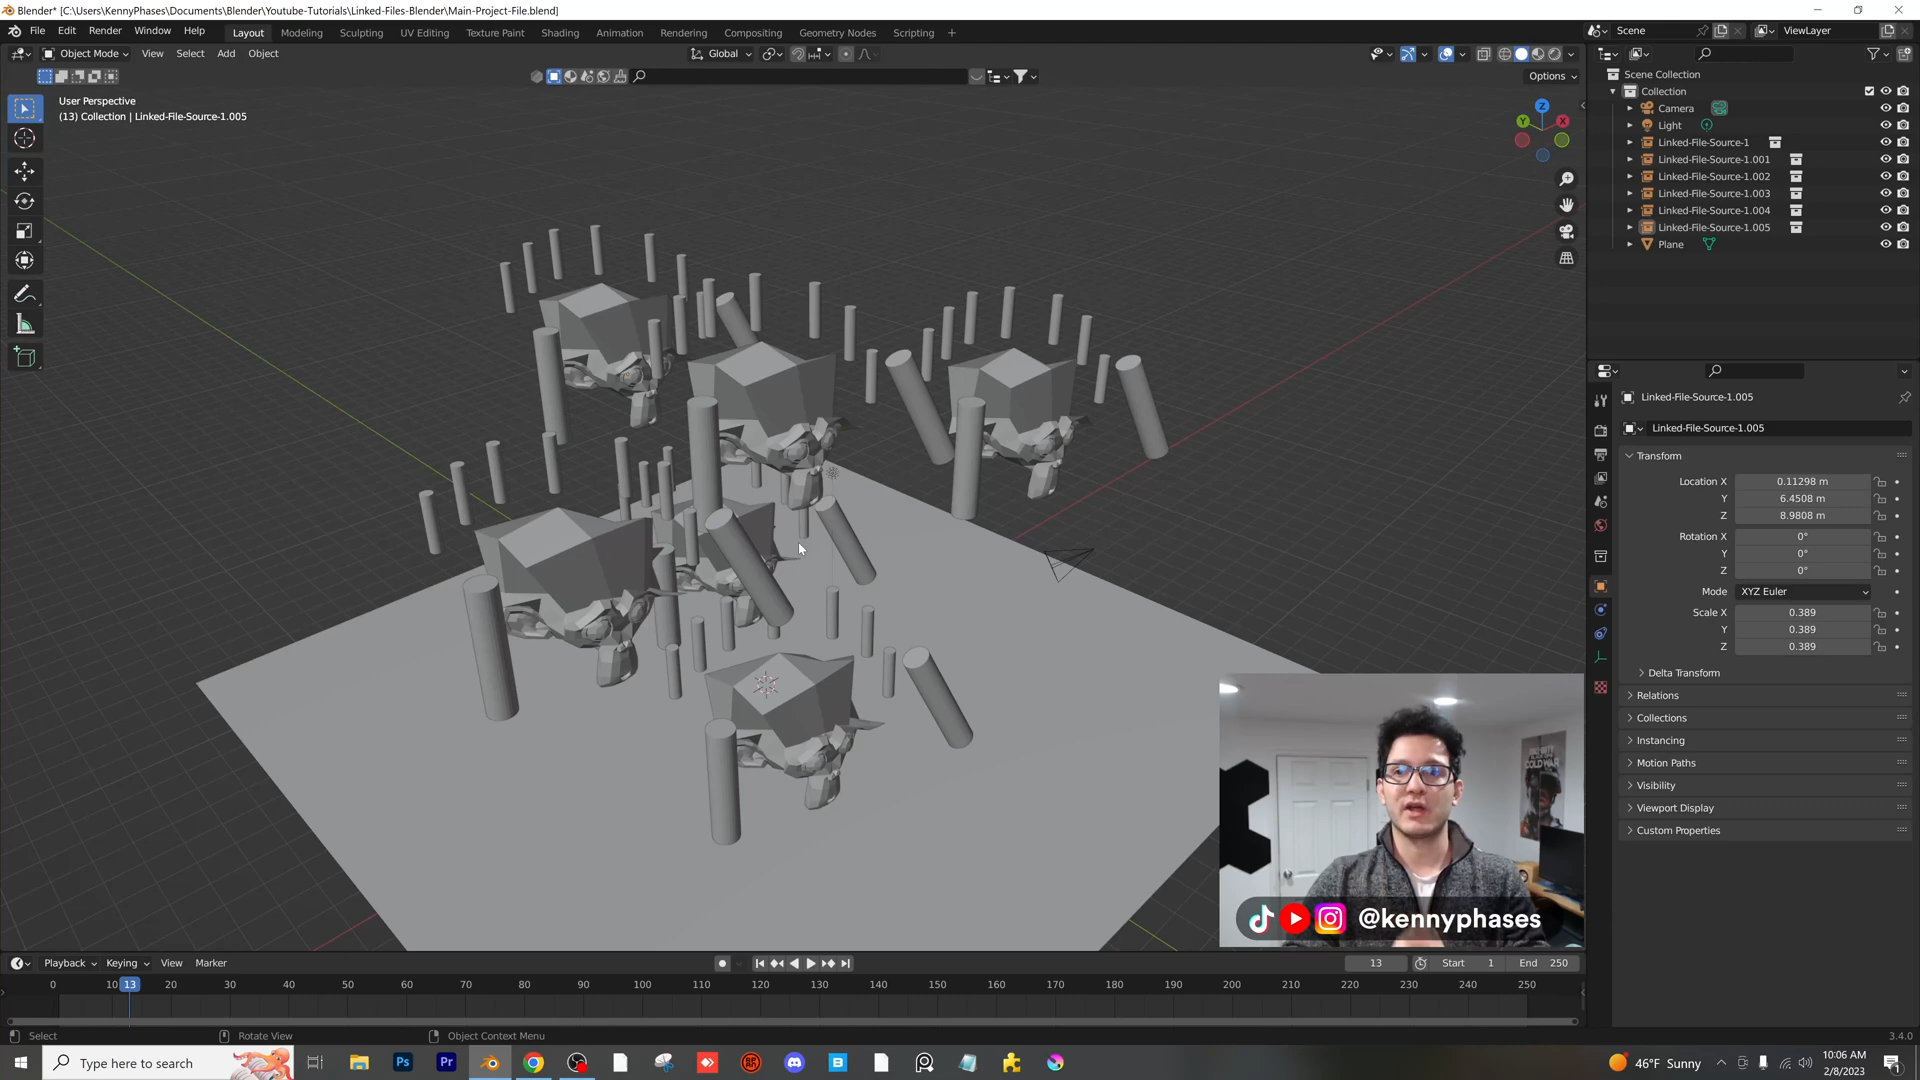 Blender* [C:\Users\KennyPhases\Documents\Blender\Youtube-Tutorials\Linked-Files-Blender\Main-Project-File.blend]
File Edit Render Window Help Layout Modeling Sculpting UV Editing Texture Paint Shading Animation Rendering Compositing Geometry Nodes Scripting + Scene ViewLayer
Object Mode View Select Add Object Global
Options
User Perspective
(13) Collection | Linked-File-Source-1.005
Z
Y X
Scene Collection
Collection
Camera
Light
Linked-File-Source-1
Linked-File-Source-1.001
Linked-File-Source-1.002
Linked-File-Source-1.003
Linked-File-Source-1.004
Linked-File-Source-1.005
Plane
Linked-File-Source-1.005
Linked-File-Source-1.005
Transform
Location X 0.11298 m
Y 6.4508 m
Z 8.9808 m
Rotation X 0°
Y 0°
Z 0°
Mode XYZ Euler
Scale X 0.389
Y 0.389
Z 0.389
Delta Transform
Relations
Collections
Instancing
Motion Paths
Visibility
Viewport Display
Custom Properties
COLD WAR
@kennyphases
Playback Keying View Marker 13 Start 1 End 250
0 10 13 20 30 40 50 60 70 80 90 100 110 120 130 140 150 160 170 180 190 200 210 220 230 240 250
Select Rotate View Object Context Menu 3.4.0
Type here to search Ps Pr 46°F Sunny 10:06 AM
2/8/2023